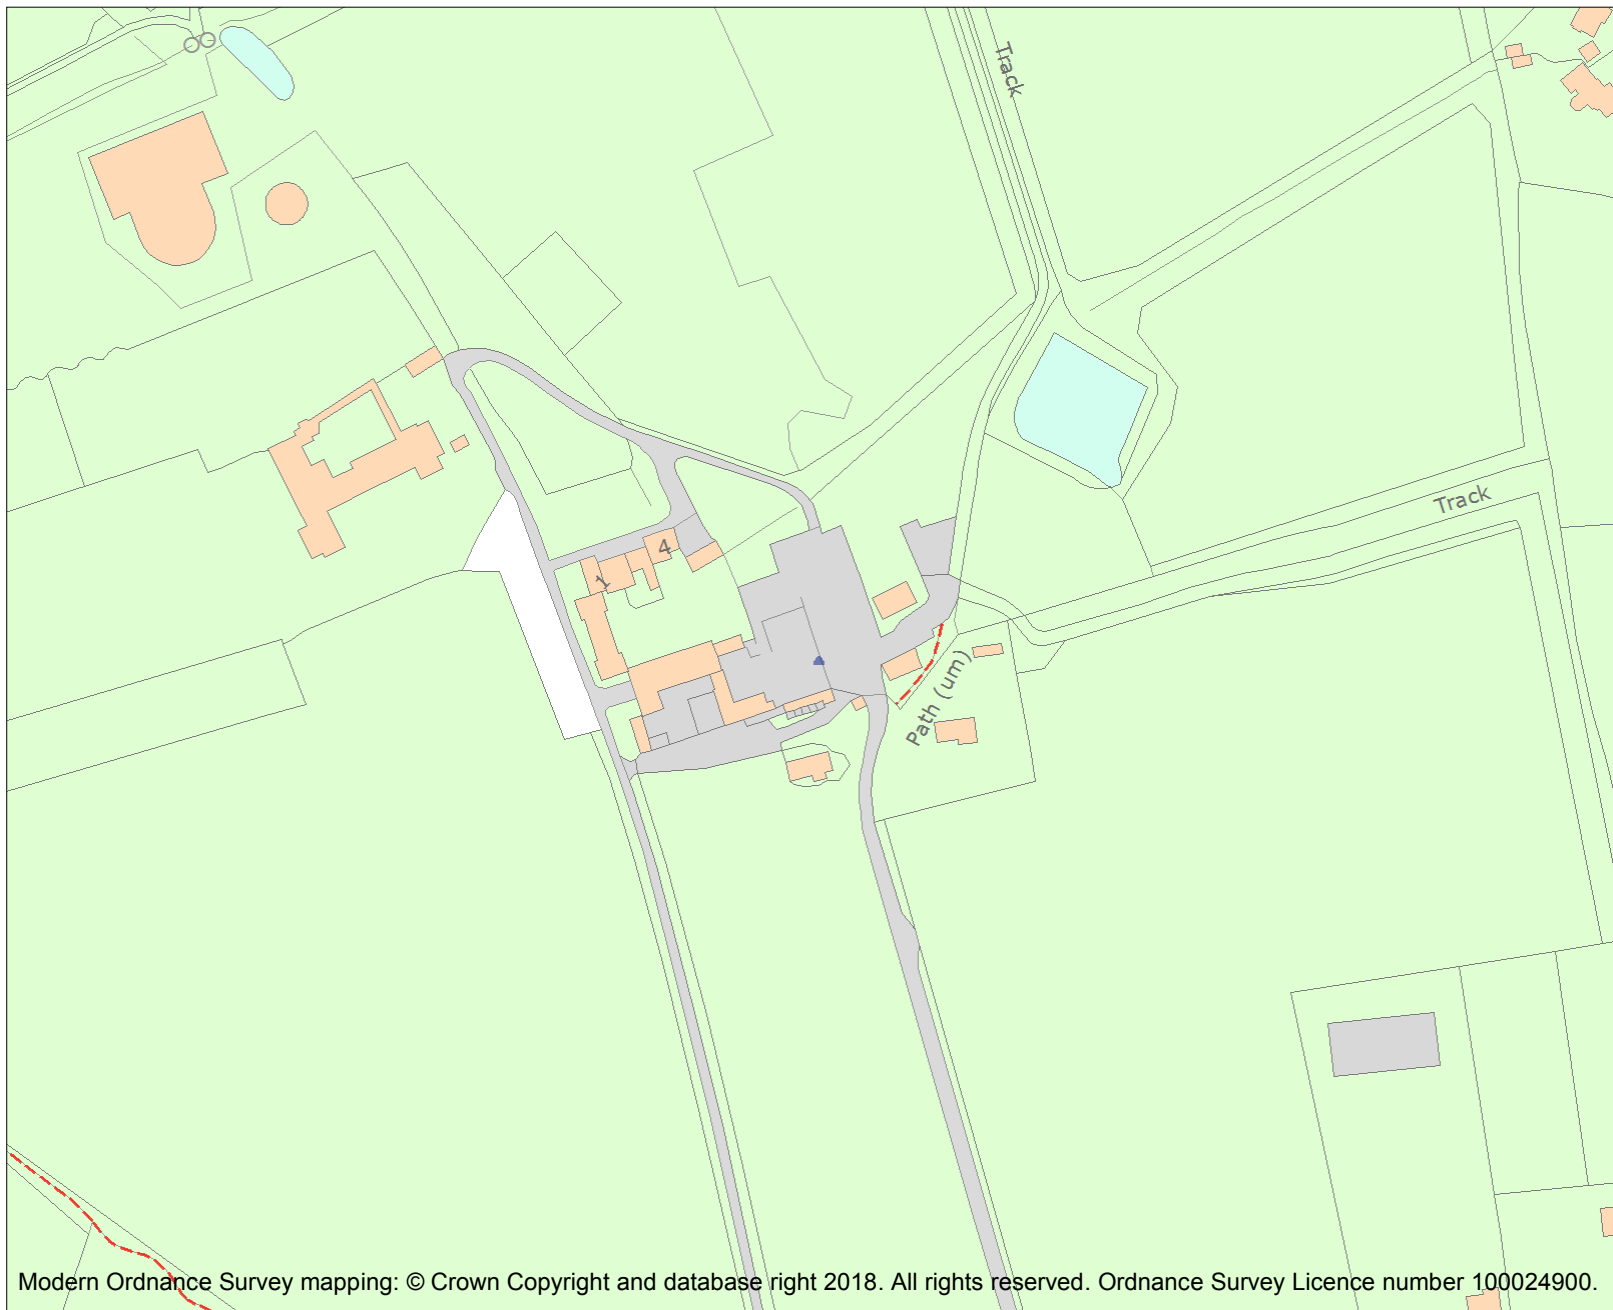 Track
Track
4
1
Path (um)
Modern Ordnance Survey mapping: © Crown Copyright and database right 2018. All rights reserved. Ordnance Survey Licence number 100024900.